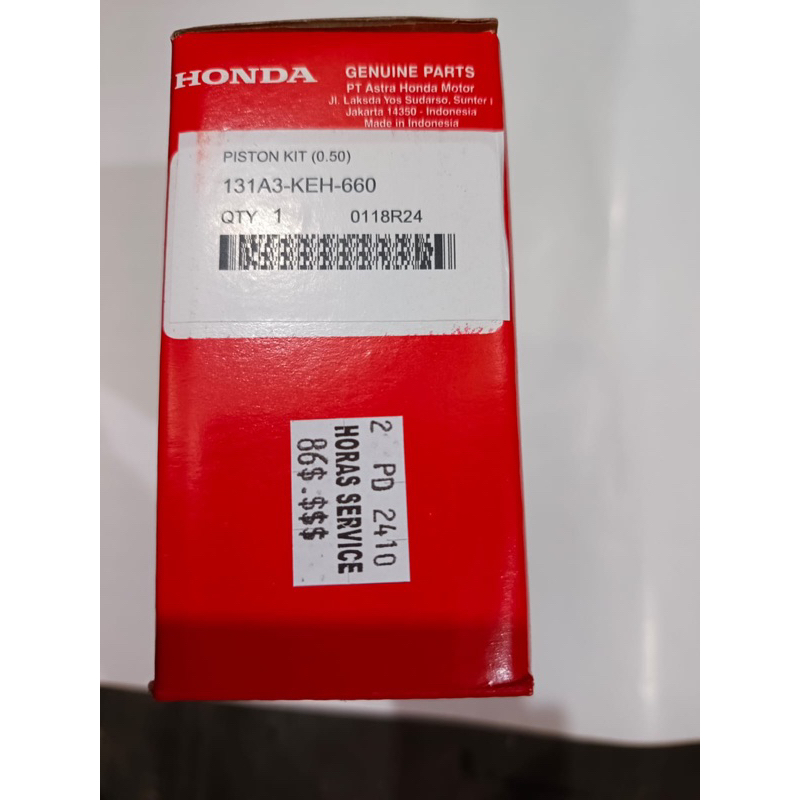 HONDA
GENUINE PARTS
PT Astra Honda Motor
Jl. Laksda Yos Sudarso, Sunter I
Jakarta 14350 - Indonesia
Made in Indonesia
PISTON KIT (0.50)
131A3-KEH-660
QTY 1 0118R24
2 PD 2410
HORAS SERVICE
86$.$$$